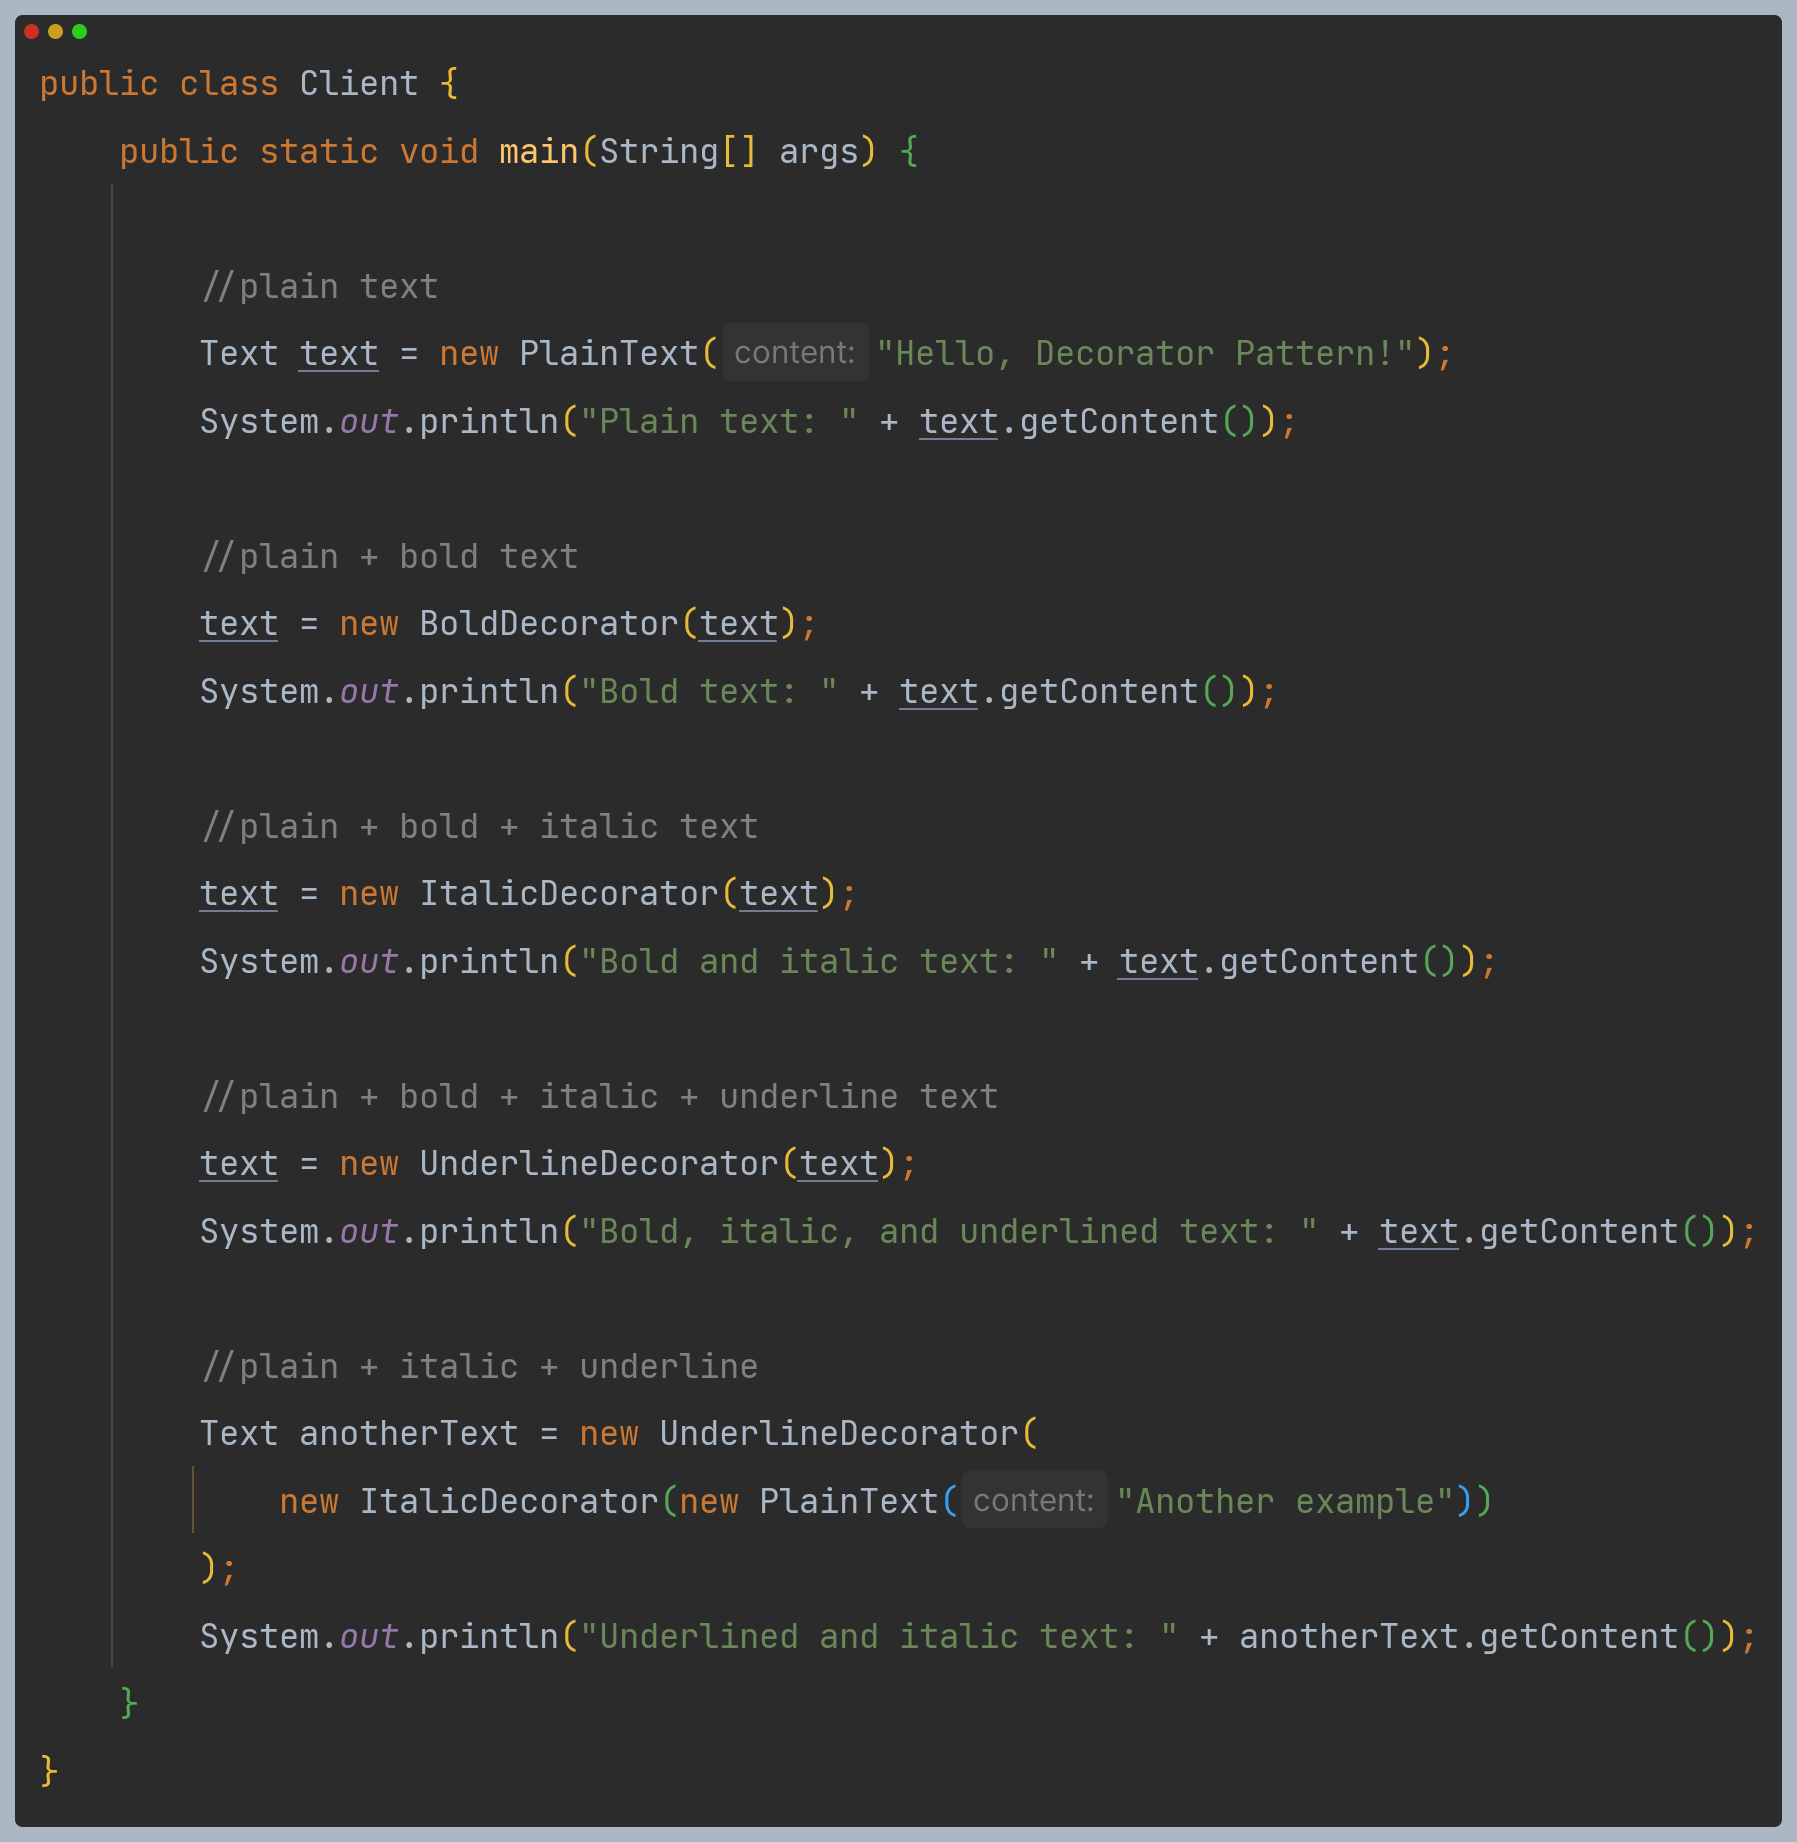 public class Client {
public static void main(String[] args) {
//plain text
Text text = new PlainText( content: "Hello, Decorator Pattern!");
System.out.println("Plain text: " + text.getContent());
//plain + bold text
text = new BoldDecorator(text);
System.out.println("Bold text: " + text.getContent());
//plain + bold + italic text
text = new ItalicDecorator(text);
System.out.println("Bold and italic text: " + text.getContent());
//plain + bold + italic + underline text
text = new UnderlineDecorator(text);
System.out.println("Bold, italic, and underlined text: " + text.getContent());
//plain + italic + underline
Text anotherText = new UnderlineDecorator(
new ItalicDecorator(new PlainText( content: "Another example"))
);
System.out.println("Underlined and italic text: " + anotherText.getContent());
}
}